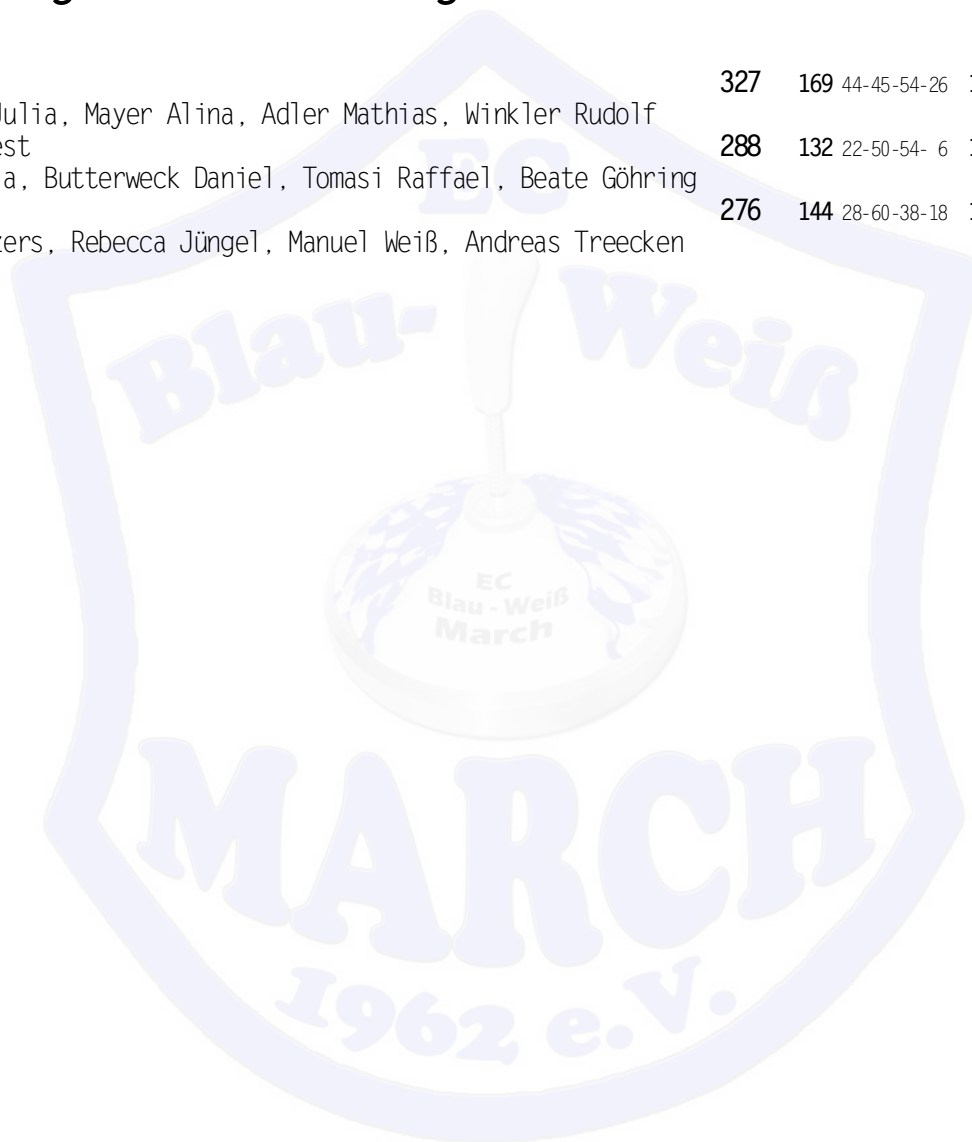 327 169 44-45-54-26
Julia, Mayer Alina, Adler Mathias, Winkler Rudolf
est 288 132 22-50-54- 6
a, Butterweck Daniel, Tomasi Raffael, Beate Göhring
276 144 28-60-38-18
zers, Rebecca Jüngel, Manuel Weiß, Andreas Treecken
EC
Blau- Weiß
EC
Blau - Weiß
March
MARCH
1962 e.V.